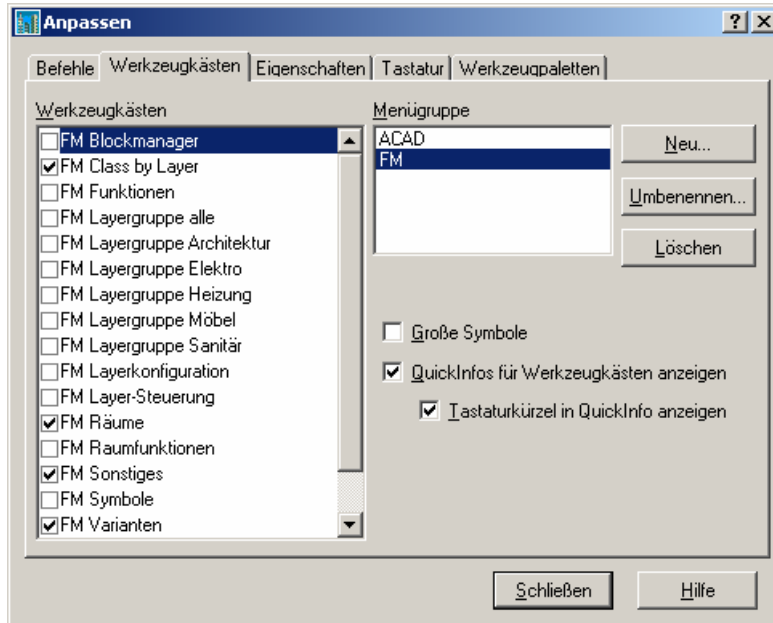 Anpassen
Befehle Werkzeugkästen Eigenschaften Tastatur Werkzeugpaletten
Werkzeugkästen
FM Blockmanager
FM Class by Layer
FM Funktionen
FM Layergruppe alle
FM Layergruppe Architektur
FM Layergruppe Elektro
FM Layergruppe Heizung
FM Layergruppe Möbel
FM Layergruppe Sanitär
FM Layerkonfiguration
FM Layer-Steuerung
FM Räume
FM Raumfunktionen
FM Sonstiges
FM Symbole
FM Varianten
Menügruppe
ACAD
FM
Neu...
Umbenennen...
Löschen
Große Symbole
QuickInfos für Werkzeugkästen anzeigen
Tastaturkürzel in QuickInfo anzeigen
Schließen
Hilfe